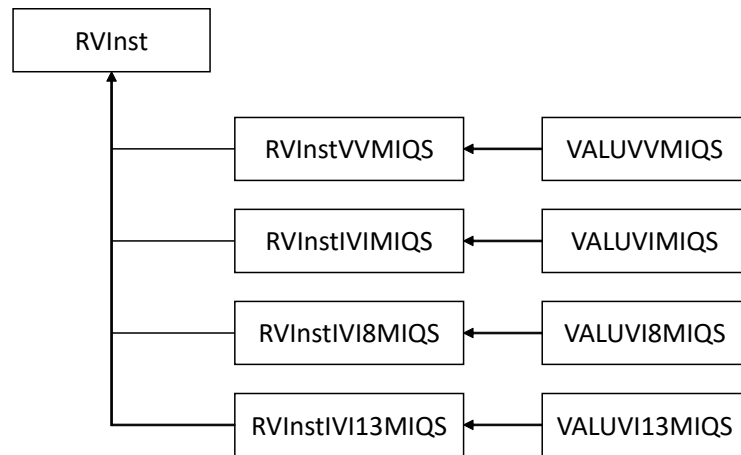 RVInst
RVInstVVMIQS
VALUVVMIQS
RVInstIVIMIQS
VALUVIMIQS
RVInstIVI8MIQS
VALUVI8MIQS
RVInstIVI13MIQS
VALUVI13MIQS